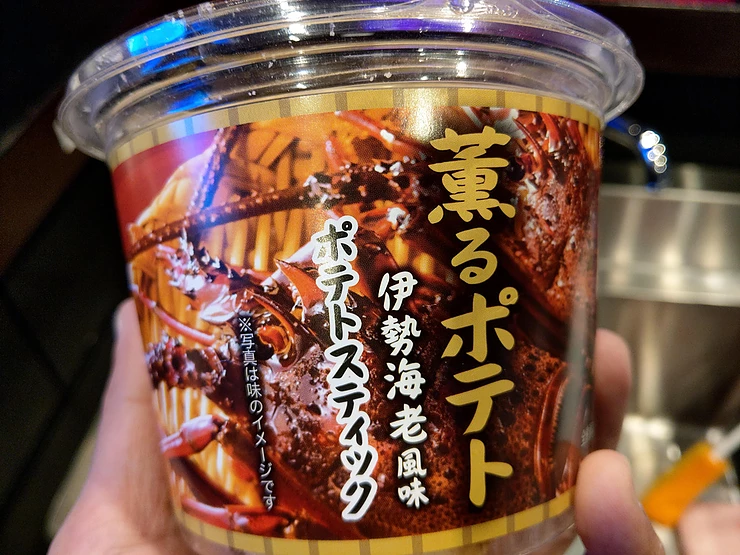 薫るポテト
伊勢海老風味
ポテトスティック
※写真は味のイメージです